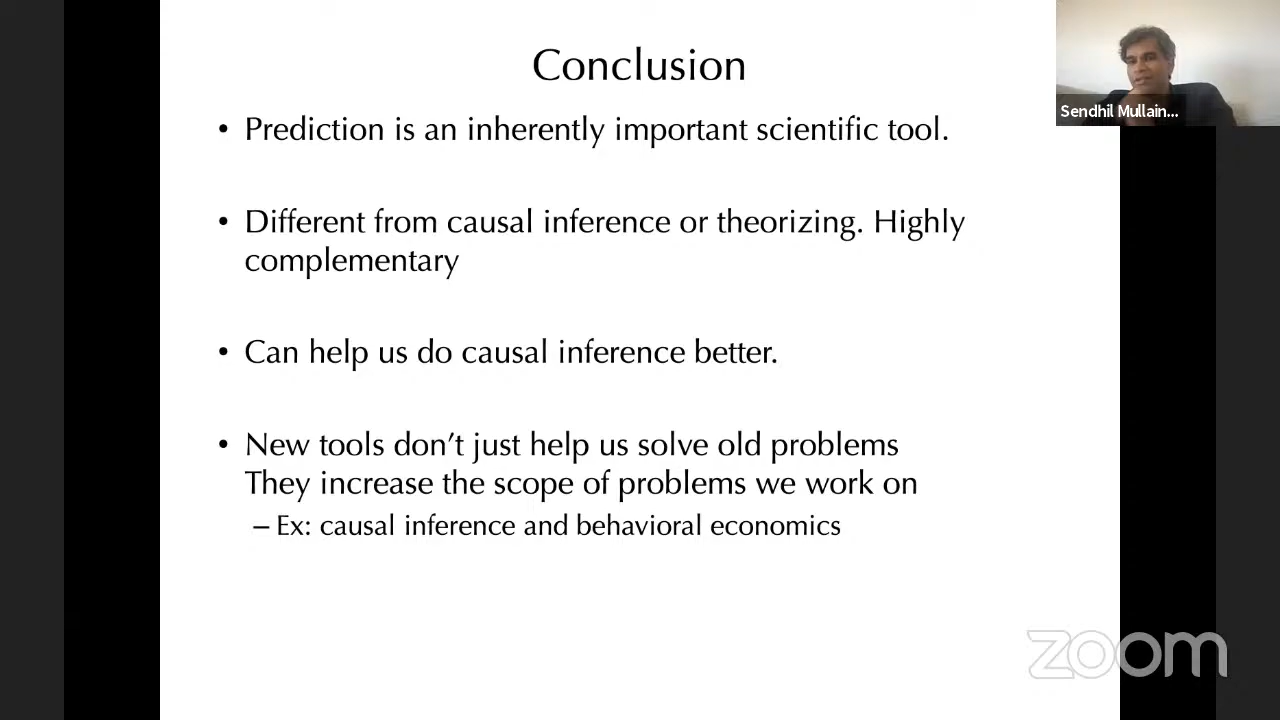 Conclusion
Sendhil Mullain...
• Prediction is an inherently important scientific tool.
• Different from causal inference or theorizing. Highly
complementary
• Can help us do causal inference better.
• New tools don’t just help us solve old problems
They increase the scope of problems we work on
– Ex: causal inference and behavioral economics
zoom